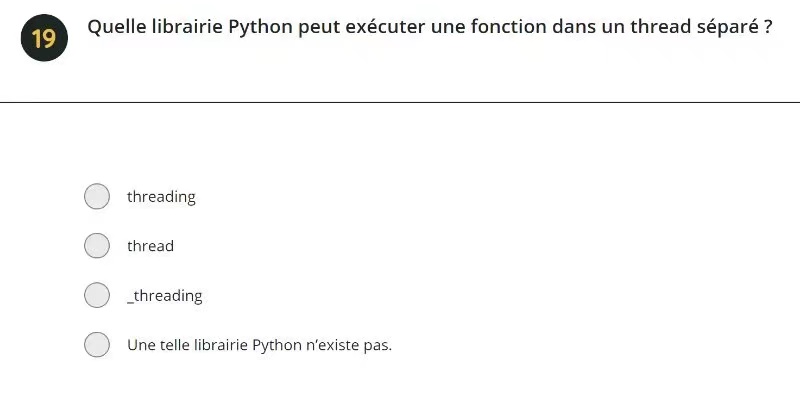 19
Quelle librairie Python peut exécuter une fonction dans un thread séparé ?
threading
thread
_threading
Une telle librairie Python n’existe pas.